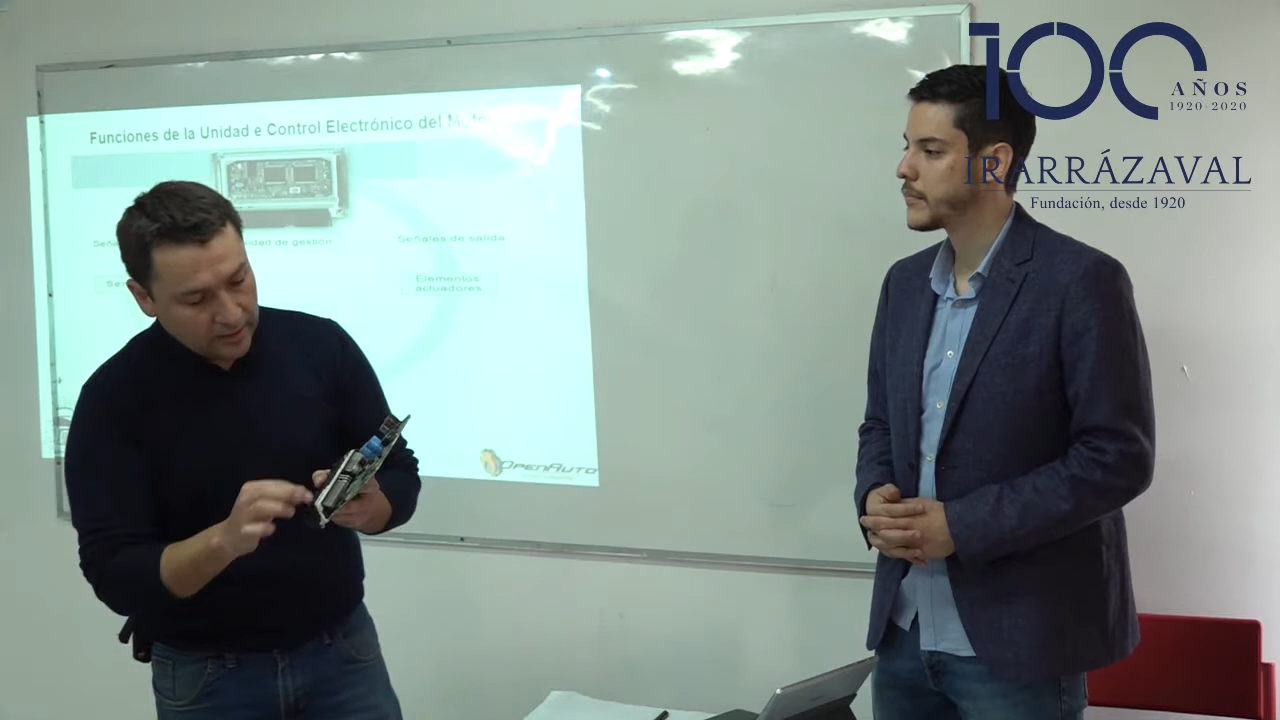 Funciones de la Unidad e Control Electrónico del
Señales de salida
Elementos
actuadores
OPENAUTO
100
AÑOS
1920-2020
IRARRÁZAVAL
Fundación, desde 1920